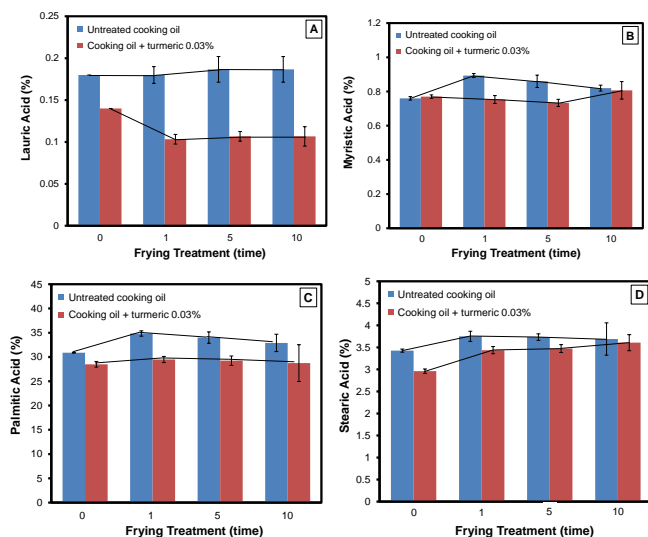 A
Untreated cooking oil
Cooking oil + turmeric 0.03%
Lauric Acid (%)
0.25
0.2
0.15
0.1
0.05
0
0 1 5 10
Frying Treatment (time)
B
Untreated cooking oil
Cooking oil + turmeric 0.03%
Myristic Acid (%)
1.2
1
0.8
0.6
0.4
0.2
0
0 1 5 10
Frying Treatment (time)
C
Untreated cooking oil
Cooking oil + turmeric 0.03%
Palmitic Acid (%)
45
40
35
30
25
20
15
10
5
0
0 1 5 10
Frying Treatment (time)
D
Untreated cooking oil
Cooking oil + turmeric 0.03%
Stearic Acid (%)
5
4.5
4
3.5
3
2.5
2
1.5
1
0.5
0
0 1 5 10
Frying Treatment (time)